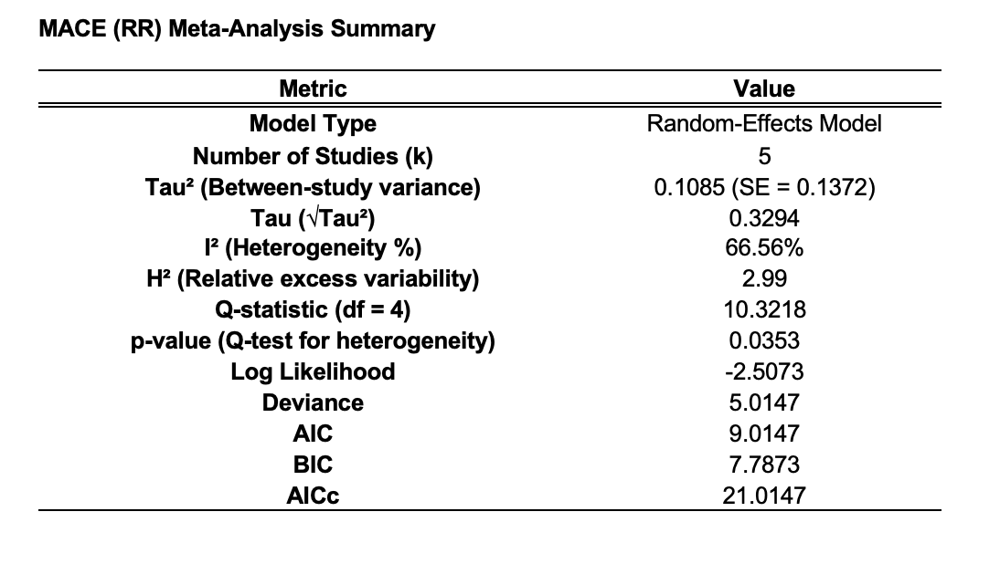 MACE (RR) Meta-Analysis Summary
Metric Value
Model Type Random-Effects Model
Number of Studies (k) 5
Tau² (Between-study variance) 0.1085 (SE = 0.1372)
Tau (√Tau²) 0.3294
I² (Heterogeneity %) 66.56%
H² (Relative excess variability) 2.99
Q-statistic (df = 4) 10.3218
p-value (Q-test for heterogeneity) 0.0353
Log Likelihood -2.5073
Deviance 5.0147
AIC 9.0147
BIC 7.7873
AICc 21.0147